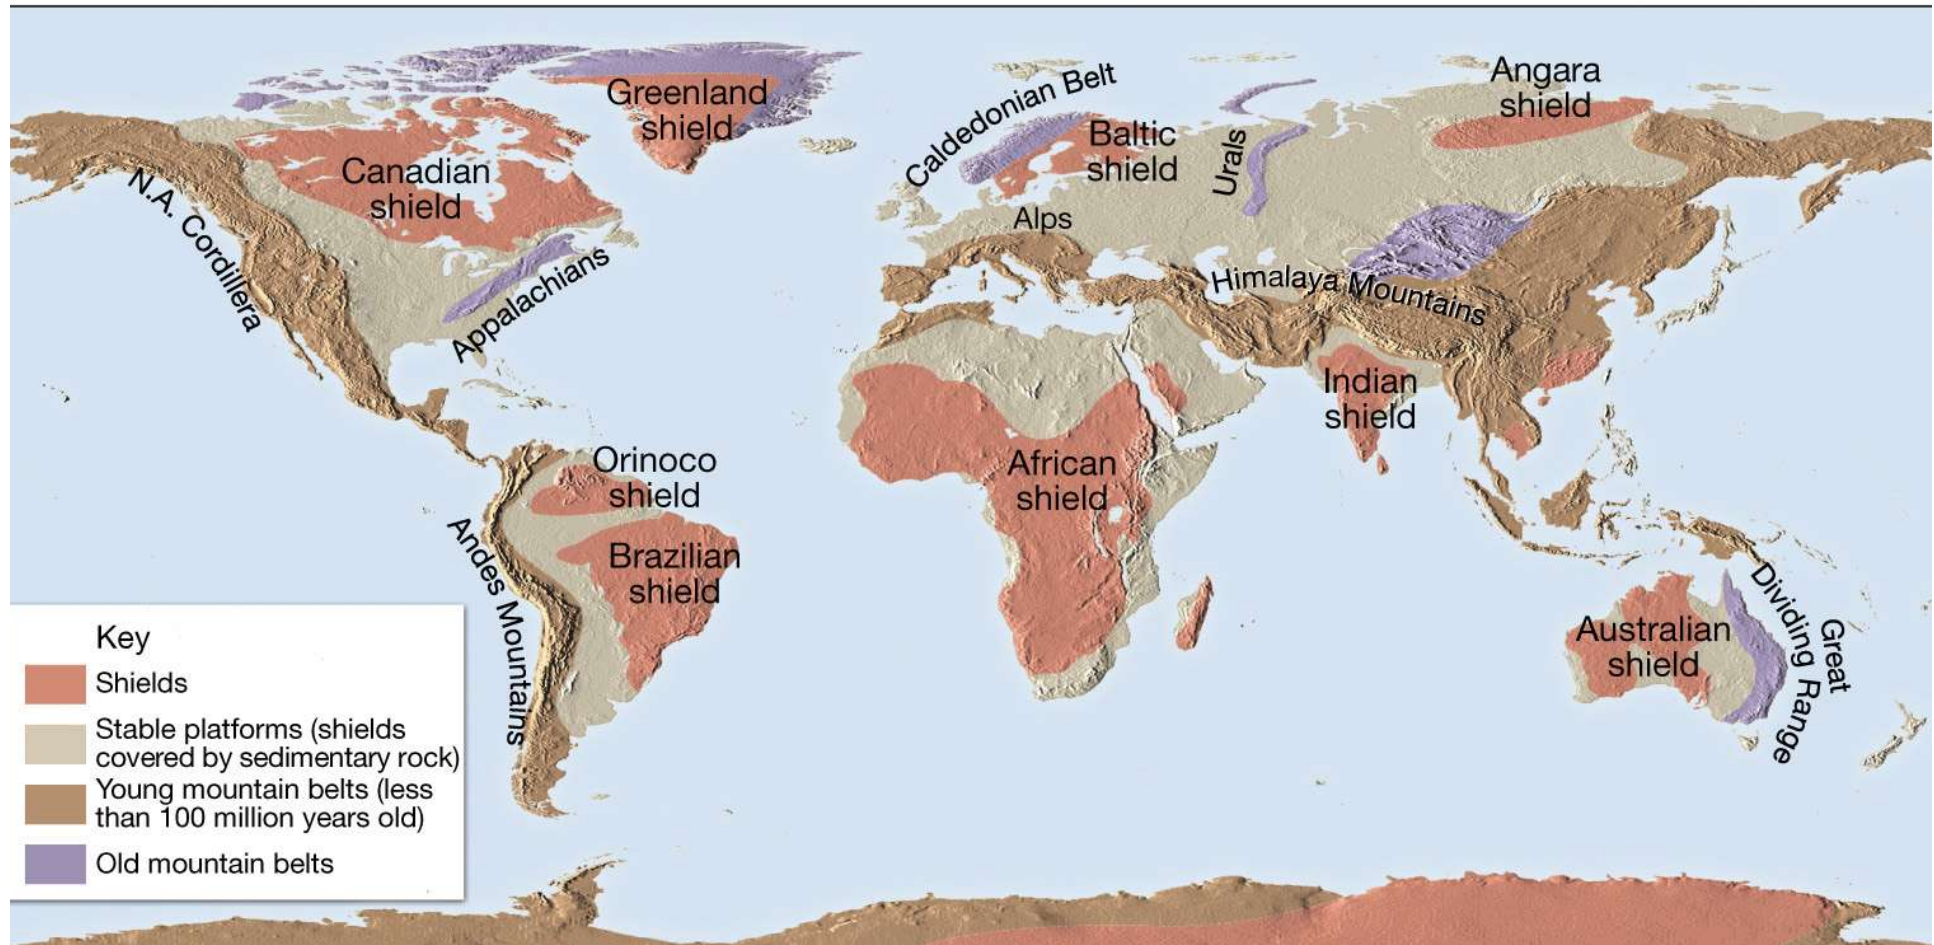 Greenland
shield
Caldedonian Belt
Angara
shield
Baltic
shield
Urals
Canadian
shield
N.A. Cordillera
Appalachians
Alps
Himalaya Mountains
Indian
shield
African
shield
Orinoco
shield
Brazilian
shield
Andes Mountains
Australian
shield
Great
Dividing Range
Key
Shields
Stable platforms (shields
covered by sedimentary rock)
Young mountain belts (less
than 100 million years old)
Old mountain belts